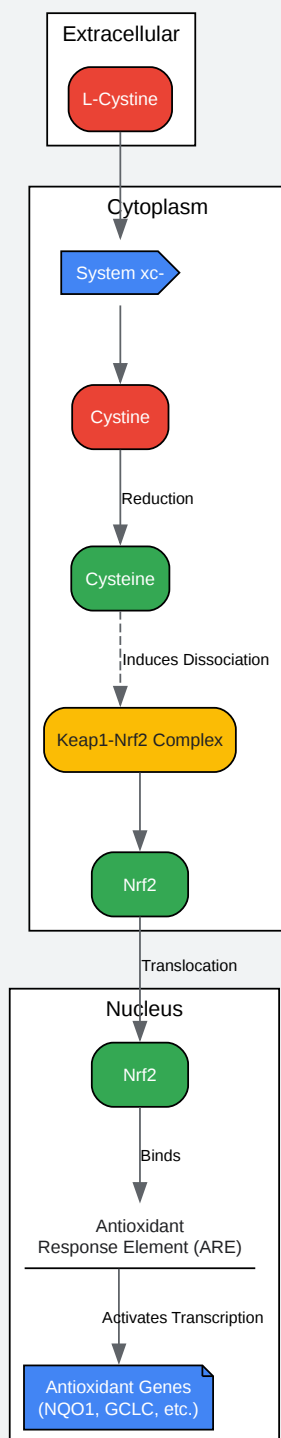 Extracellular
L-Cystine
Cytoplasm
System xc-
Cystine
Reduction
Cysteine
Induces Dissociation
Keap1-Nrf2 Complex
Nrf2
Translocation
Nucleus
Nrf2
Binds
Antioxidant
Response Element (ARE)
Activates Transcription
Antioxidant Genes
(NQO1, GCLC, etc.)